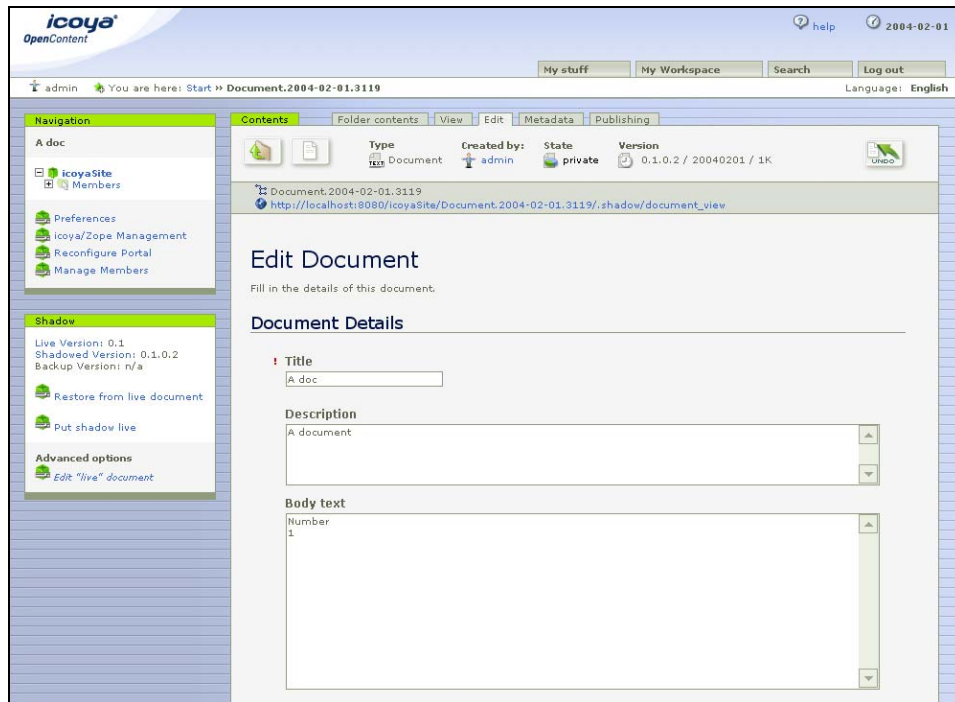 icoya
OpenContent
help
2004-02-01
My stuff
My Workspace
Search
Log out
admin You are here: Start » Document.2004-02-01.3119
Language: English
Navigation
A doc
icoyaSite
Members
Preferences
icoya/Zope Management
Reconfigure Portal
Manage Members
Shadow
Live Version: 0.1
Shadowed Version: 0.1.0.2
Backup Version: n/a
Restore from live document
Put shadow live
Advanced options
Edit "live" document
Contents
Folder contents
View
Edit
Metadata
Publishing
Type Created by: State Version
TEXT Document admin private 0.1.0.2 / 20040201 / 1K
UNDO
Document.2004-02-01.3119
http://localhost:8080/icoyaSite/Document.2004-02-01.3119/.shadow/document_view
Edit Document
Fill in the details of this document.
Document Details
! Title
A doc
Description
A document
Body text
Number
1